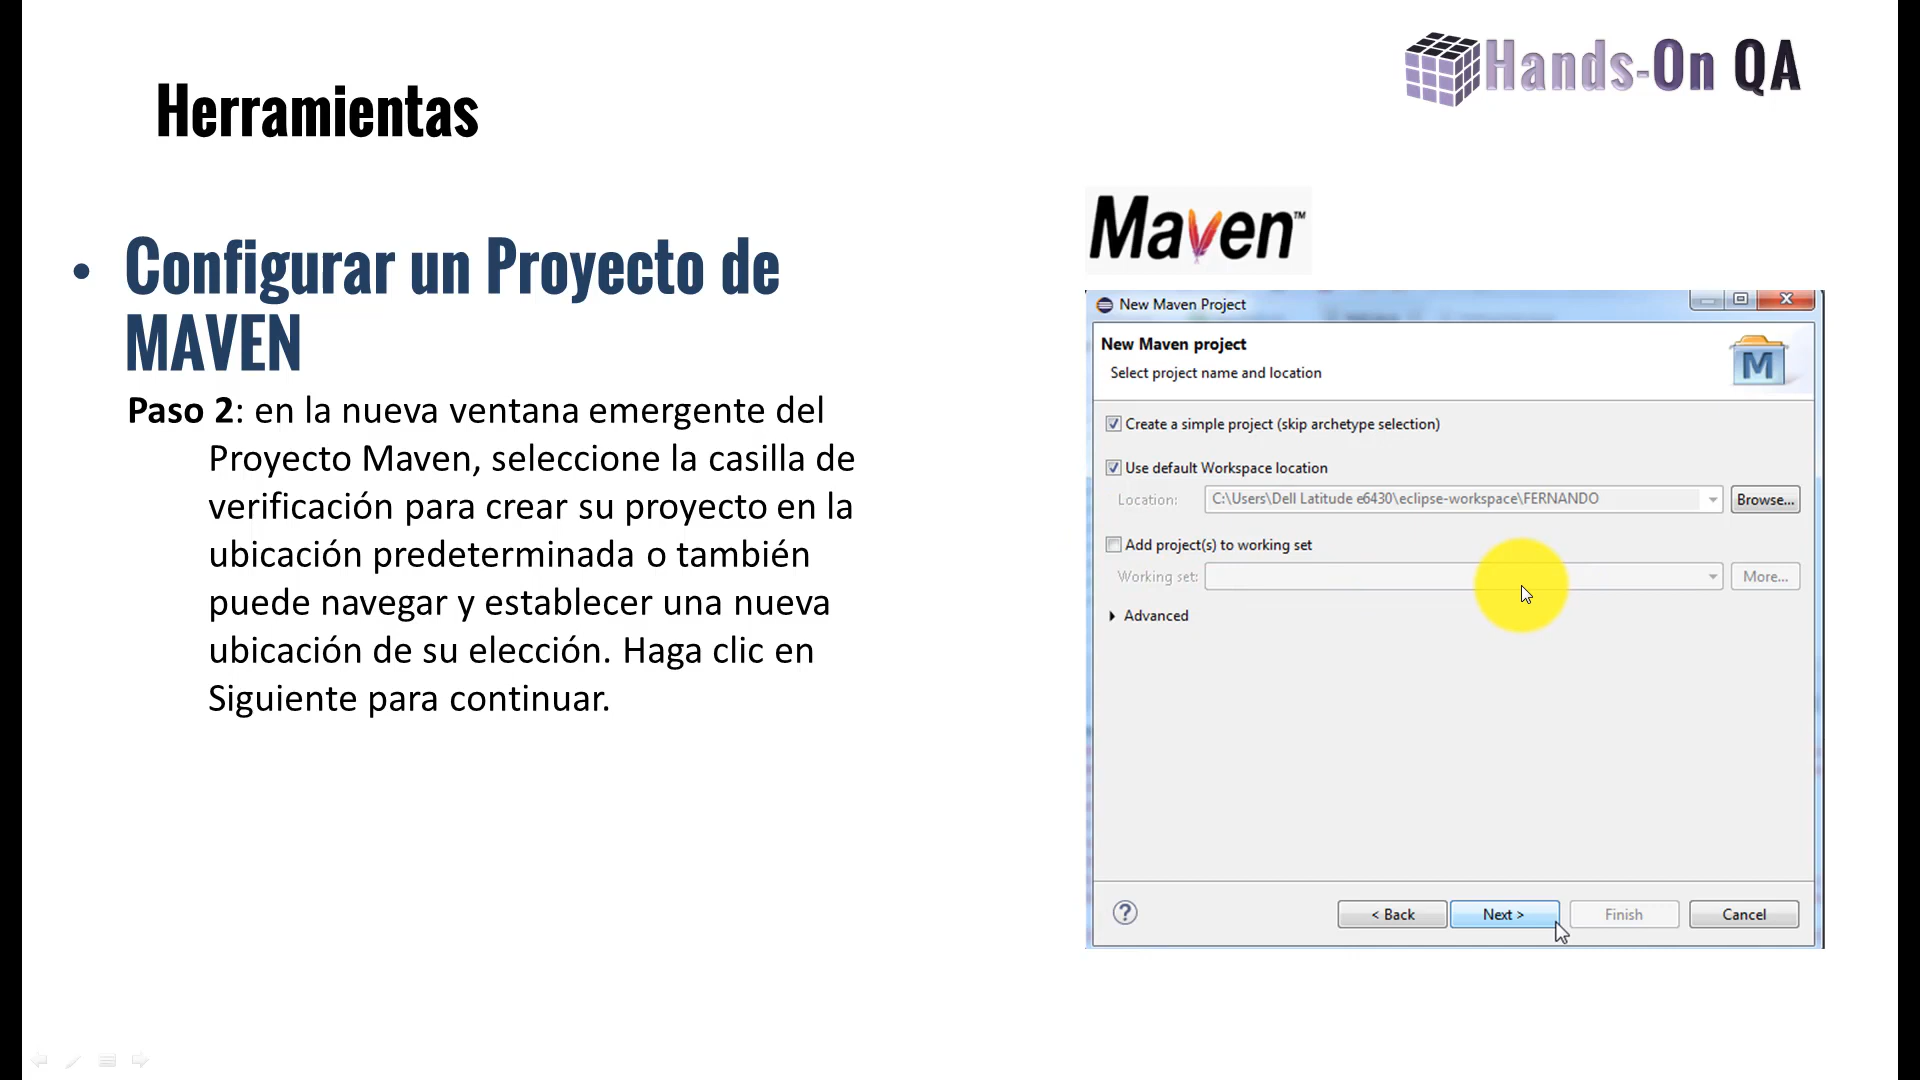 Hands-On QA
Herramientas
Maven™
• Configurar un Proyecto de
MAVEN
Paso 2: en la nueva ventana emergente del
Proyecto Maven, seleccione la casilla de
verificación para crear su proyecto en la
ubicación predeterminada o también
puede navegar y establecer una nueva
ubicación de su elección. Haga clic en
Siguiente para continuar.
New Maven Project
New Maven project
Select project name and location
M
Create a simple project (skip archetype selection)
Use default Workspace location
Location: C:\Users\Dell Latitude e6430\eclipse-workspace\FERNANDO Browse...
Add project(s) to working set
Working set: More...
Advanced
? < Back Next > Finish Cancel